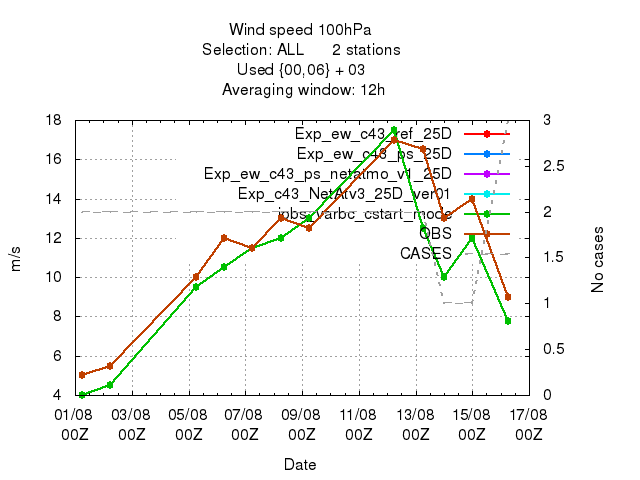 Wind speed 100hPa
Selection: ALL 2 stations
Used {00,06} + 03
Averaging window: 12h
18
16
14
12
10
8
6
4
m/s
Exp_ew_c43_ref_25D
Exp_ew_c43_ps_25D
Exp_ew_c43_ps_netatmo_v1_25D
Exp_c43_NetAtv3_25D_ver01
OBS
CASES
3
2.5
2
1.5
1
0.5
0
No cases
01/08 03/08 05/08 07/08 09/08 11/08 13/08 15/08 17/08
00Z 00Z 00Z 00Z 00Z 00Z 00Z 00Z 00Z
Date